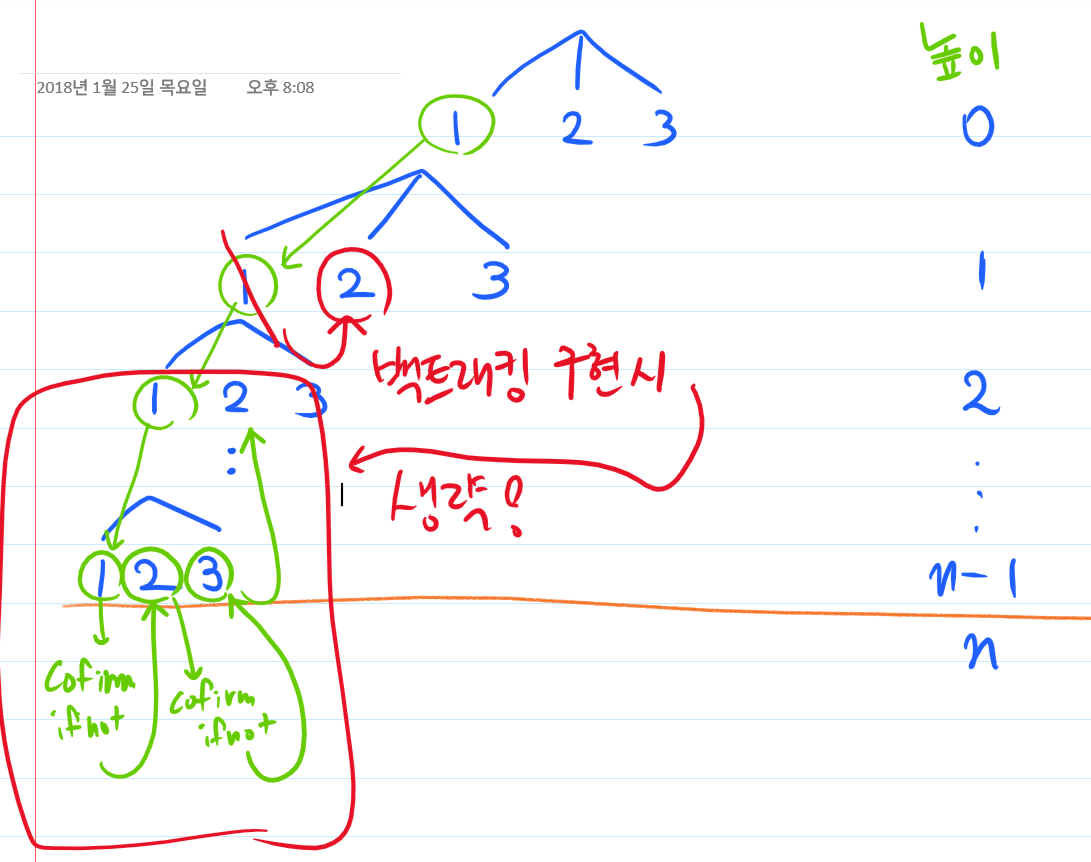 높이
2018년 1월 25일 목요일 오후 8:08
1 2 3 0
1 2 3 1
백트래킹 구현시
1 2 3 2
:
생략!
⋮
1 2 3 n-1
n
Cofirm
if not
cofirm
if not